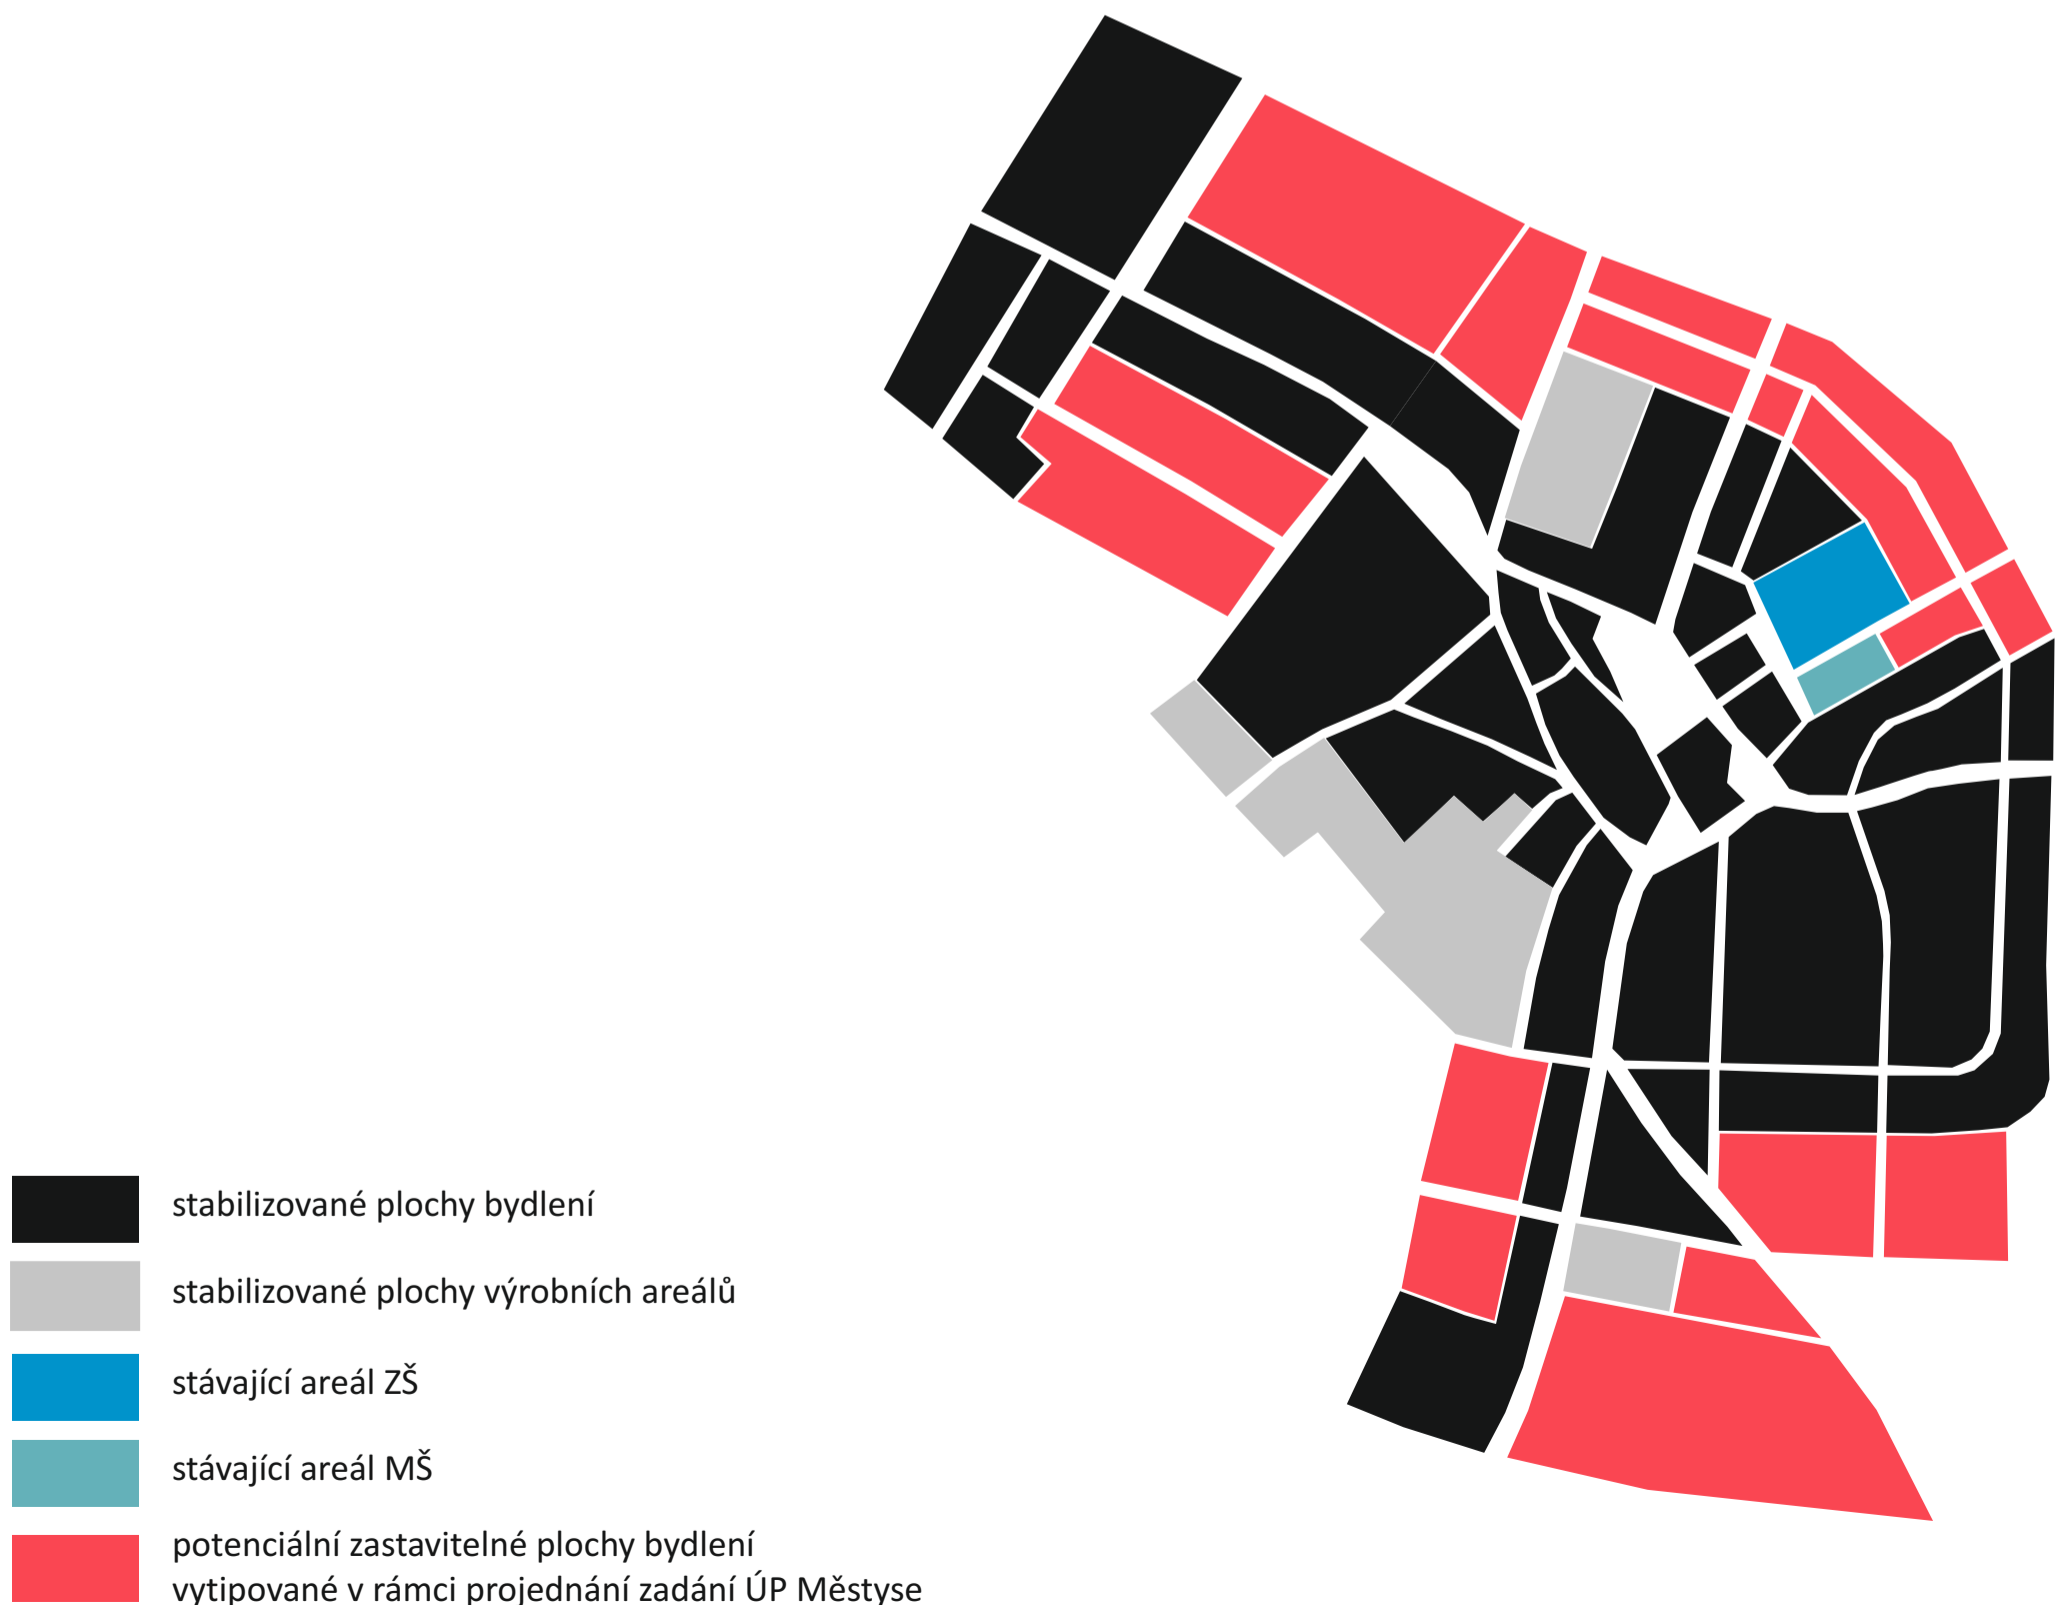 stabilizované plochy bydlení
stabilizované plochy výrobních areálů
stávající areál ZŠ
stávající areál MŠ
potenciální zastavitelné plochy bydlení
vytipované v rámci projednání zadání ÚP Městyse